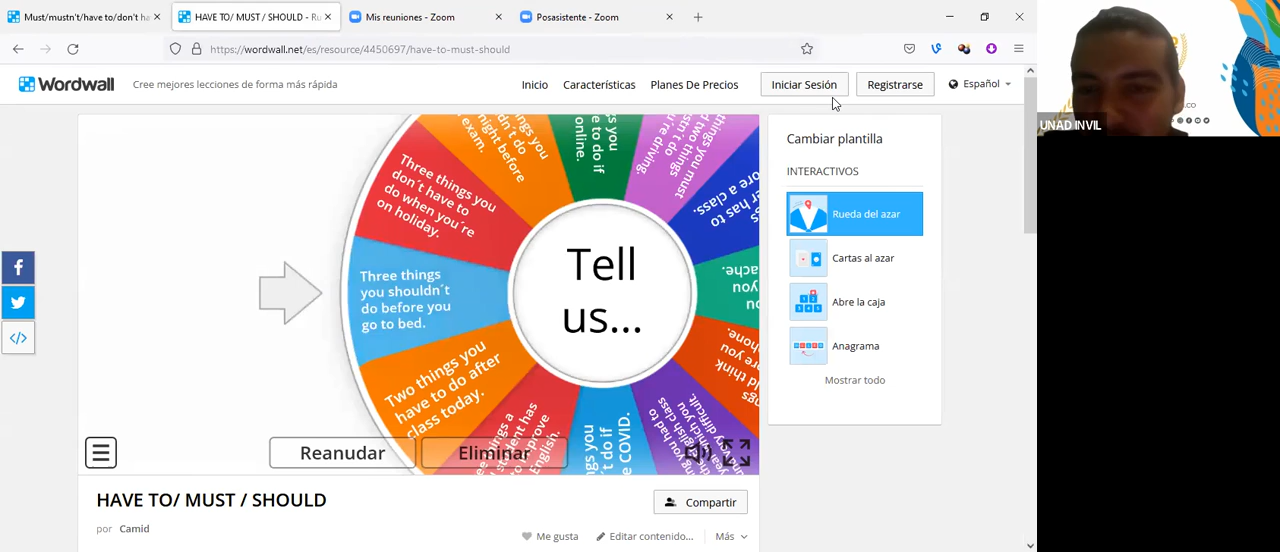 Must/mustn't/have to/don't ha
HAVE TO/ MUST / SHOULD - Ru
Mis reuniones - Zoom
Posasistente - Zoom
https://wordwall.net/es/resource/4450697/have-to-must-should
Wordwall
Cree mejores lecciones de forma más rápida
Inicio
Características
Planes De Precios
Iniciar Sesión
Registrarse
Español
UNAD INVIL
Three things you
don´t have to
do when you´re
on holiday.
Three things
you shouldn´t
do before you
go to bed.
Two things you
have to do after
class today.
Tell
us...
Reanudar
Eliminar
Cambiar plantilla
INTERACTIVOS
Rueda del azar
Cartas al azar
Abre la caja
Anagrama
Mostrar todo
HAVE TO/ MUST / SHOULD
Compartir
por Camid
Me gusta
Editar contenido...
Más